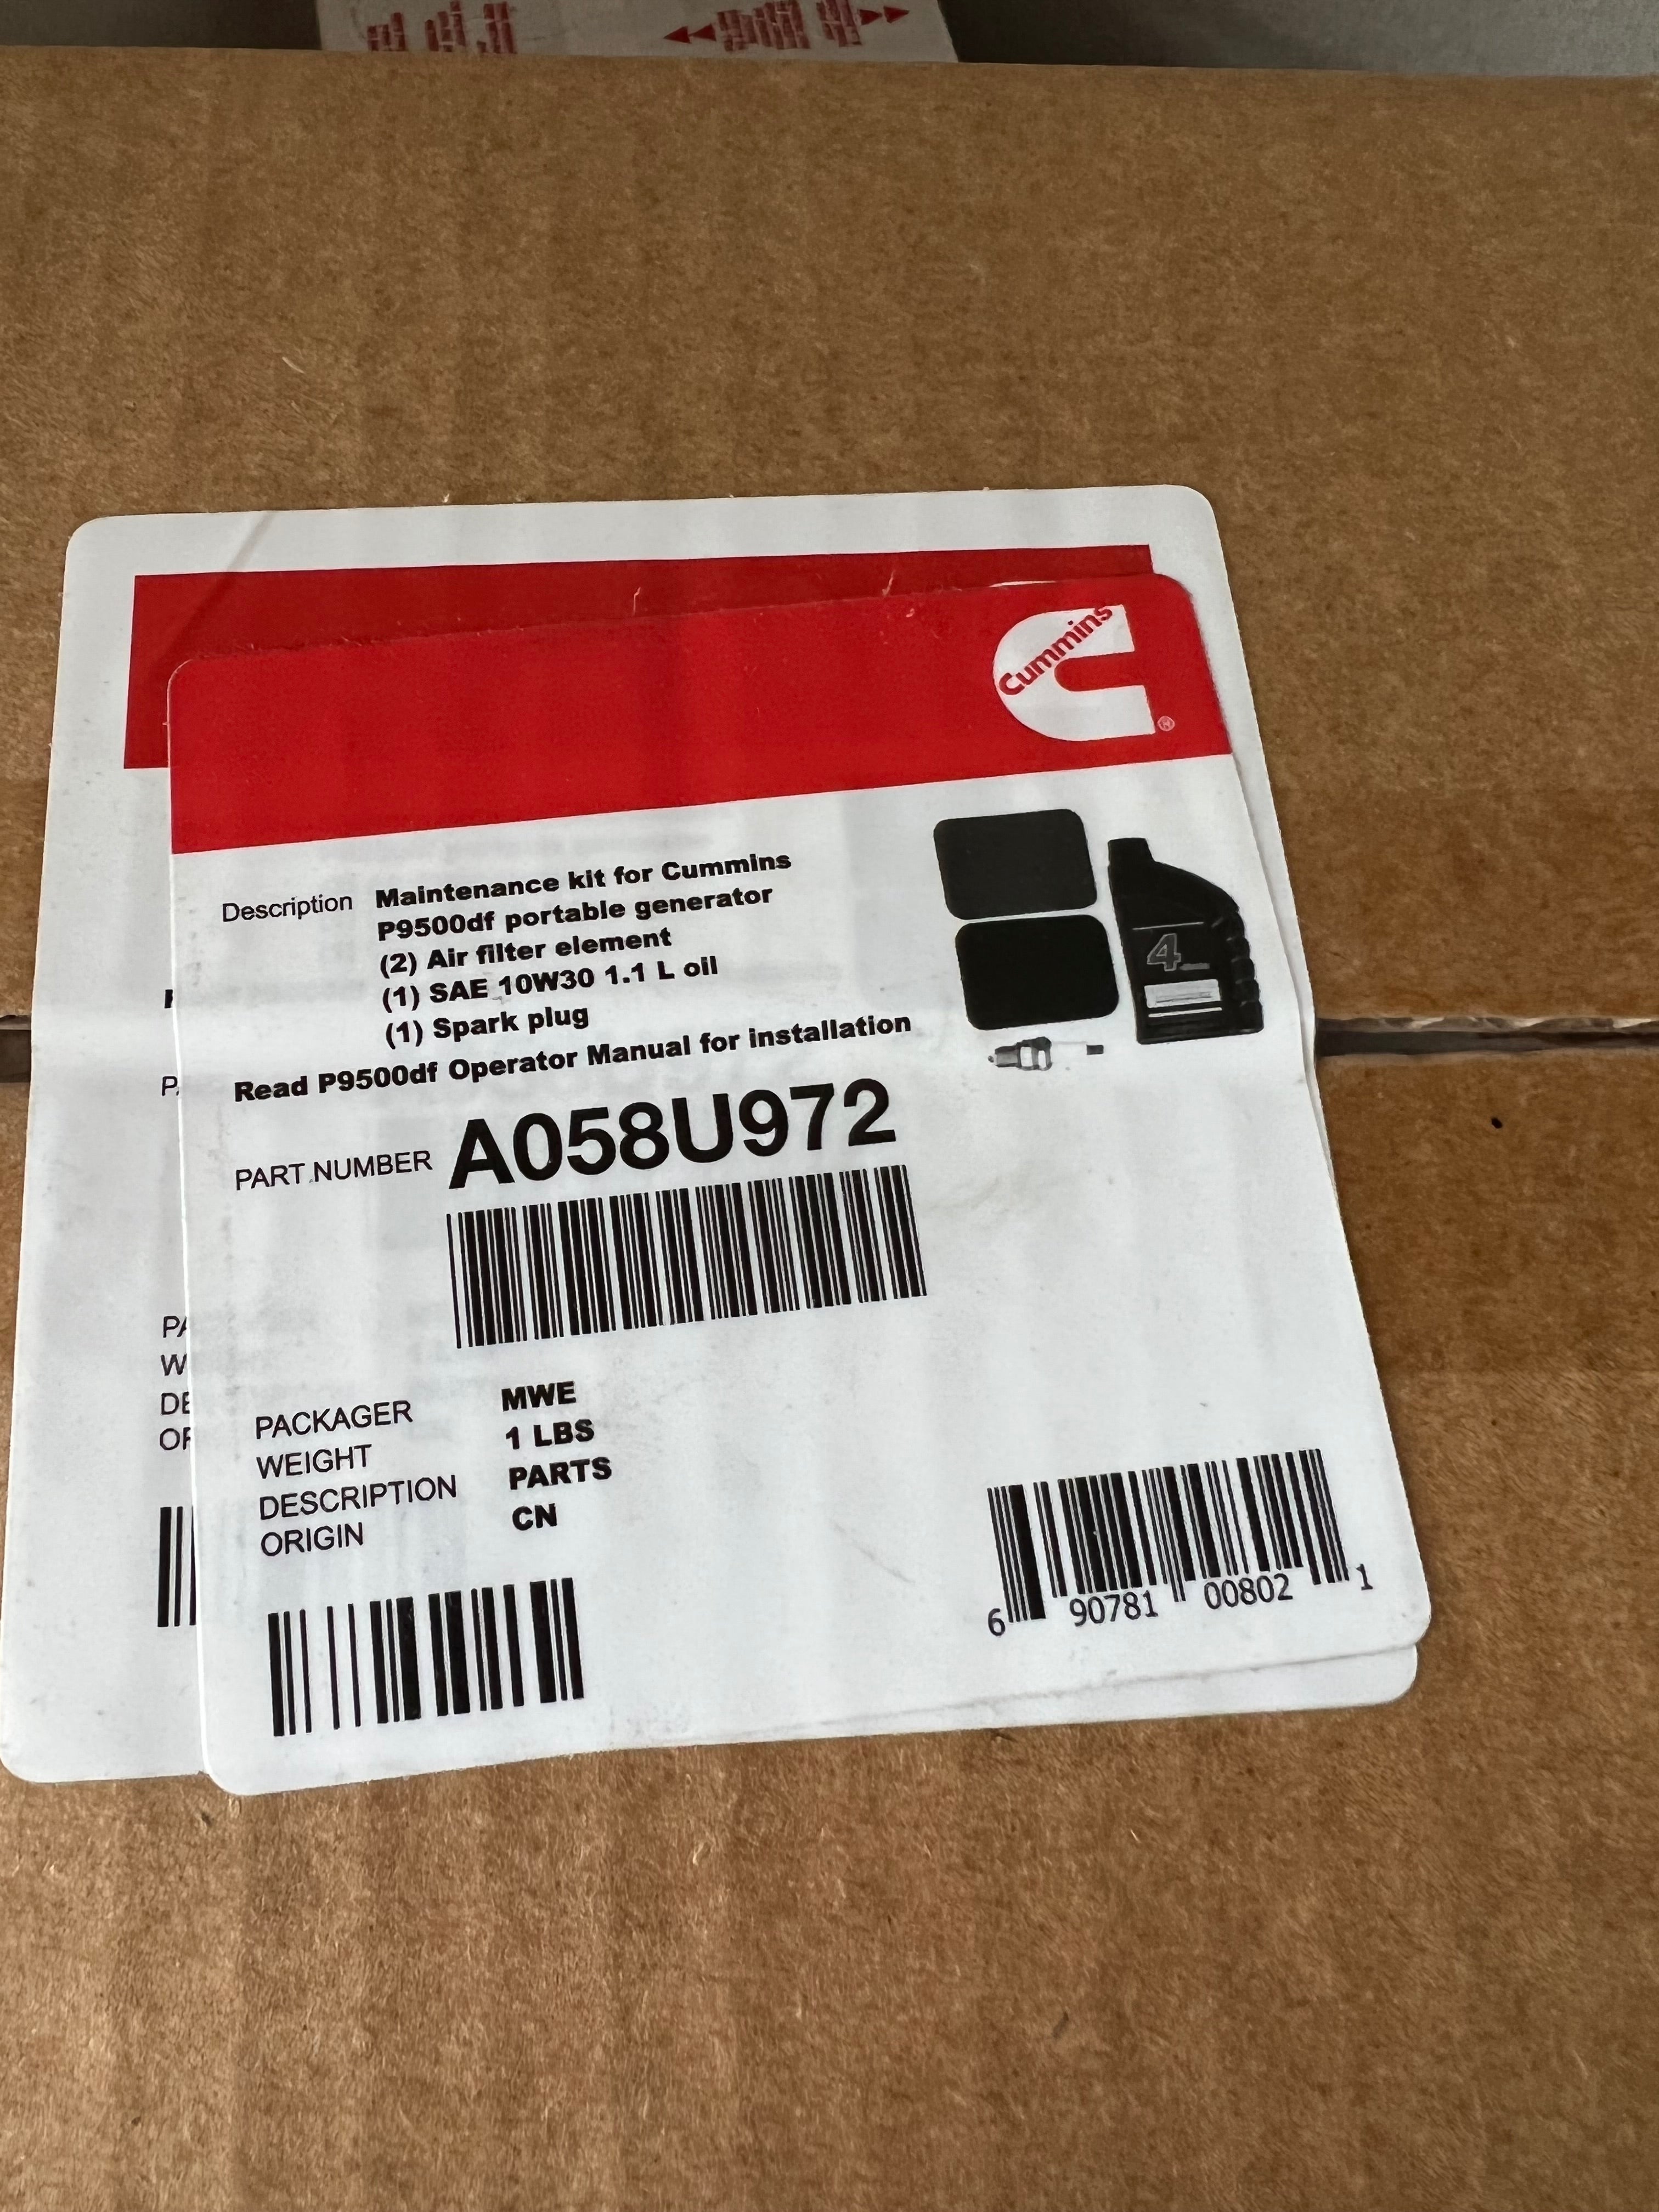 Cummins
®
Description Maintenance kit for Cummins
P9500df portable generator
(2) Air filter element
(1) SAE 10W30 1.1 L oil
(1) Spark plug
Read P9500df Operator Manual for installation
4
PART NUMBER A058U972
PACKAGER MWE
WEIGHT 1 LBS
DESCRIPTION PARTS
ORIGIN CN
6 90781 00802 1